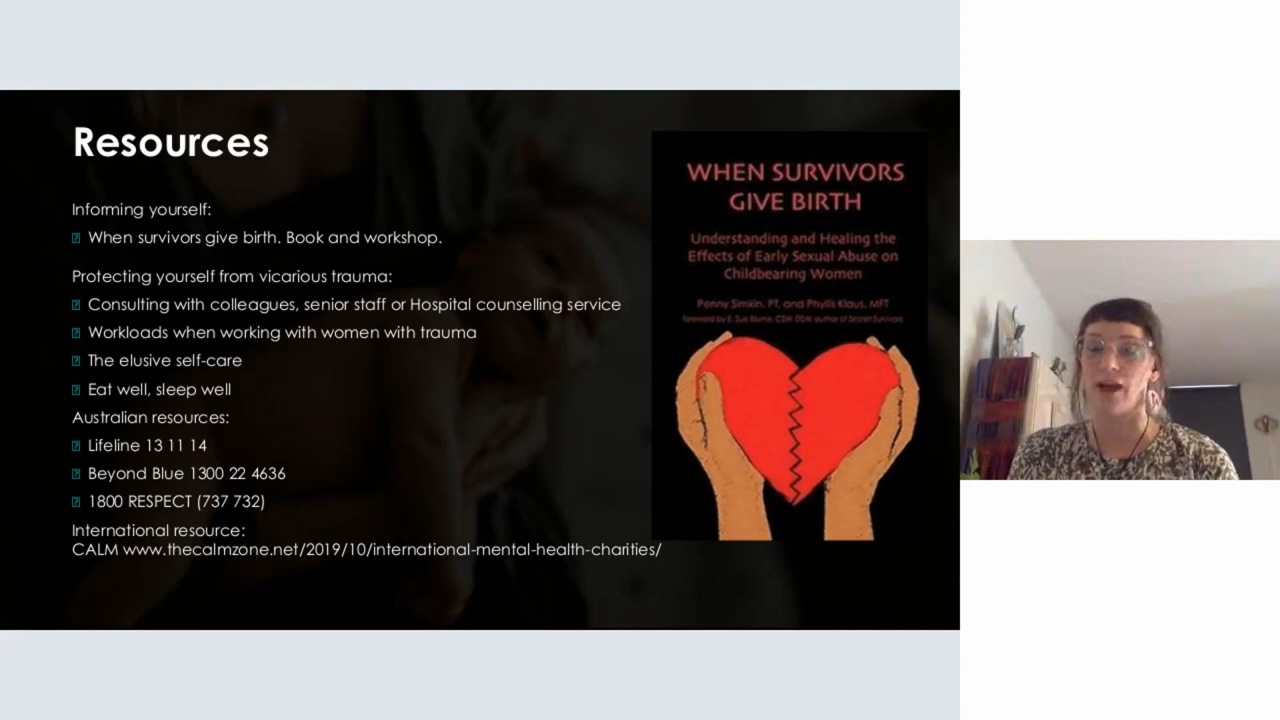 Resources
Informing yourself:
When survivors give birth. Book and workshop.
Protecting yourself from vicarious trauma:
Consulting with colleagues, senior staff or Hospital counselling service
Workloads when working with women with trauma
The elusive self-care
Eat well, sleep well
Australian resources:
Lifeline 13 11 14
Beyond Blue 1300 22 4636
1800 RESPECT (737 732)
International resource:
CALM www.thecalmzone.net/2019/10/international-mental-health-charities/
WHEN SURVIVORS
GIVE BIRTH
Understanding and Healing the
Effects of Early Sexual Abuse on
Childbearing Women
Penny Simkin, PT, and Phyllis Klaus, MFT
Foreword by E. Sue Blume, CSW, author of Secret Survivors